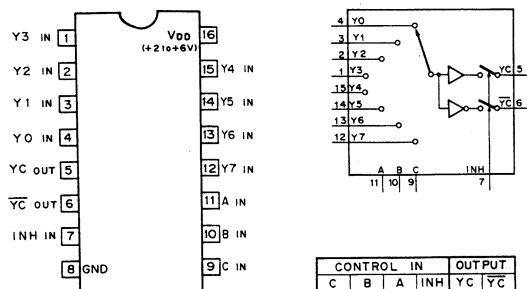 Y3 IN 1
Y2 IN 2
Y1 IN 3
Y0 IN 4
YC OUT 5
Y̅C̅ OUT 6
INH IN 7
8 GND
VDD 16
(+2 to +6V)
15 Y4 IN
14 Y5 IN
13 Y6 IN
12 Y7 IN
11 A IN
10 B IN
9 C IN
4 Y0
3 Y1
2 Y2
1 Y3
15 Y4
14 Y5
13 Y6
12 Y7
YC 5
Y̅C̅ 6
A B C INH
11 10 9 7
CONTROL IN OUTPUT
C B A INH YC Y̅C̅